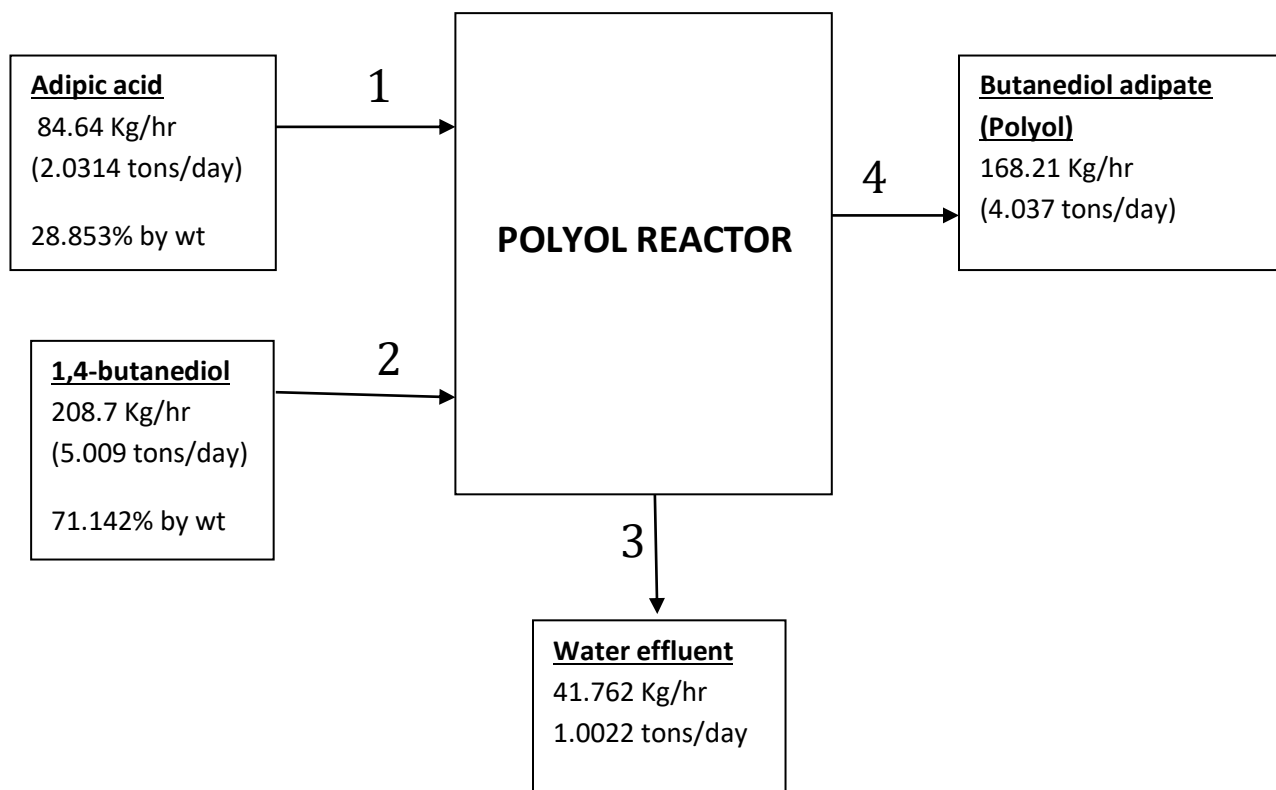 Adipic acid
84.64 Kg/hr
(2.0314 tons/day)
28.853% by wt
1
POLYOL REACTOR
4
Butanediol adipate
(Polyol)
168.21 Kg/hr
(4.037 tons/day)
1,4-butanediol
208.7 Kg/hr
(5.009 tons/day)
71.142% by wt
2
3
Water effluent
41.762 Kg/hr
1.0022 tons/day